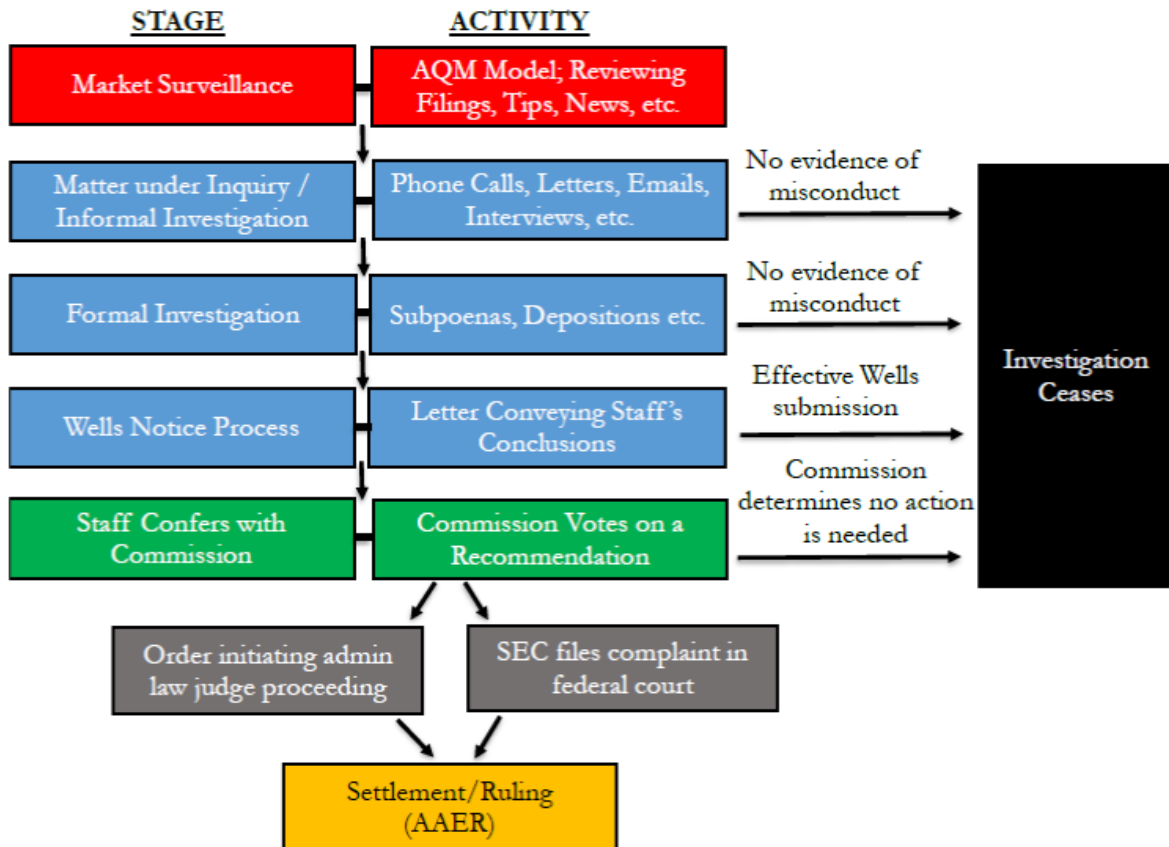 STAGE
ACTIVITY
Market Surveillance
AQM Model; Reviewing
Filings, Tips, News, etc.
Matter under Inquiry /
Informal Investigation
Phone Calls, Letters, Emails,
Interviews, etc.
No evidence of
misconduct
Formal Investigation
Subpoenas, Depositions etc.
No evidence of
misconduct
Investigation
Ceases
Wells Notice Process
Letter Conveying Staff's
Conclusions
Effective Wells
submission
Staff Confers with
Commission
Commission Votes on a
Recommendation
Commission
determines no action
is needed
Order initiating admin
law judge proceeding
SEC files complaint in
federal court
Settlement/Ruling
(AAER)